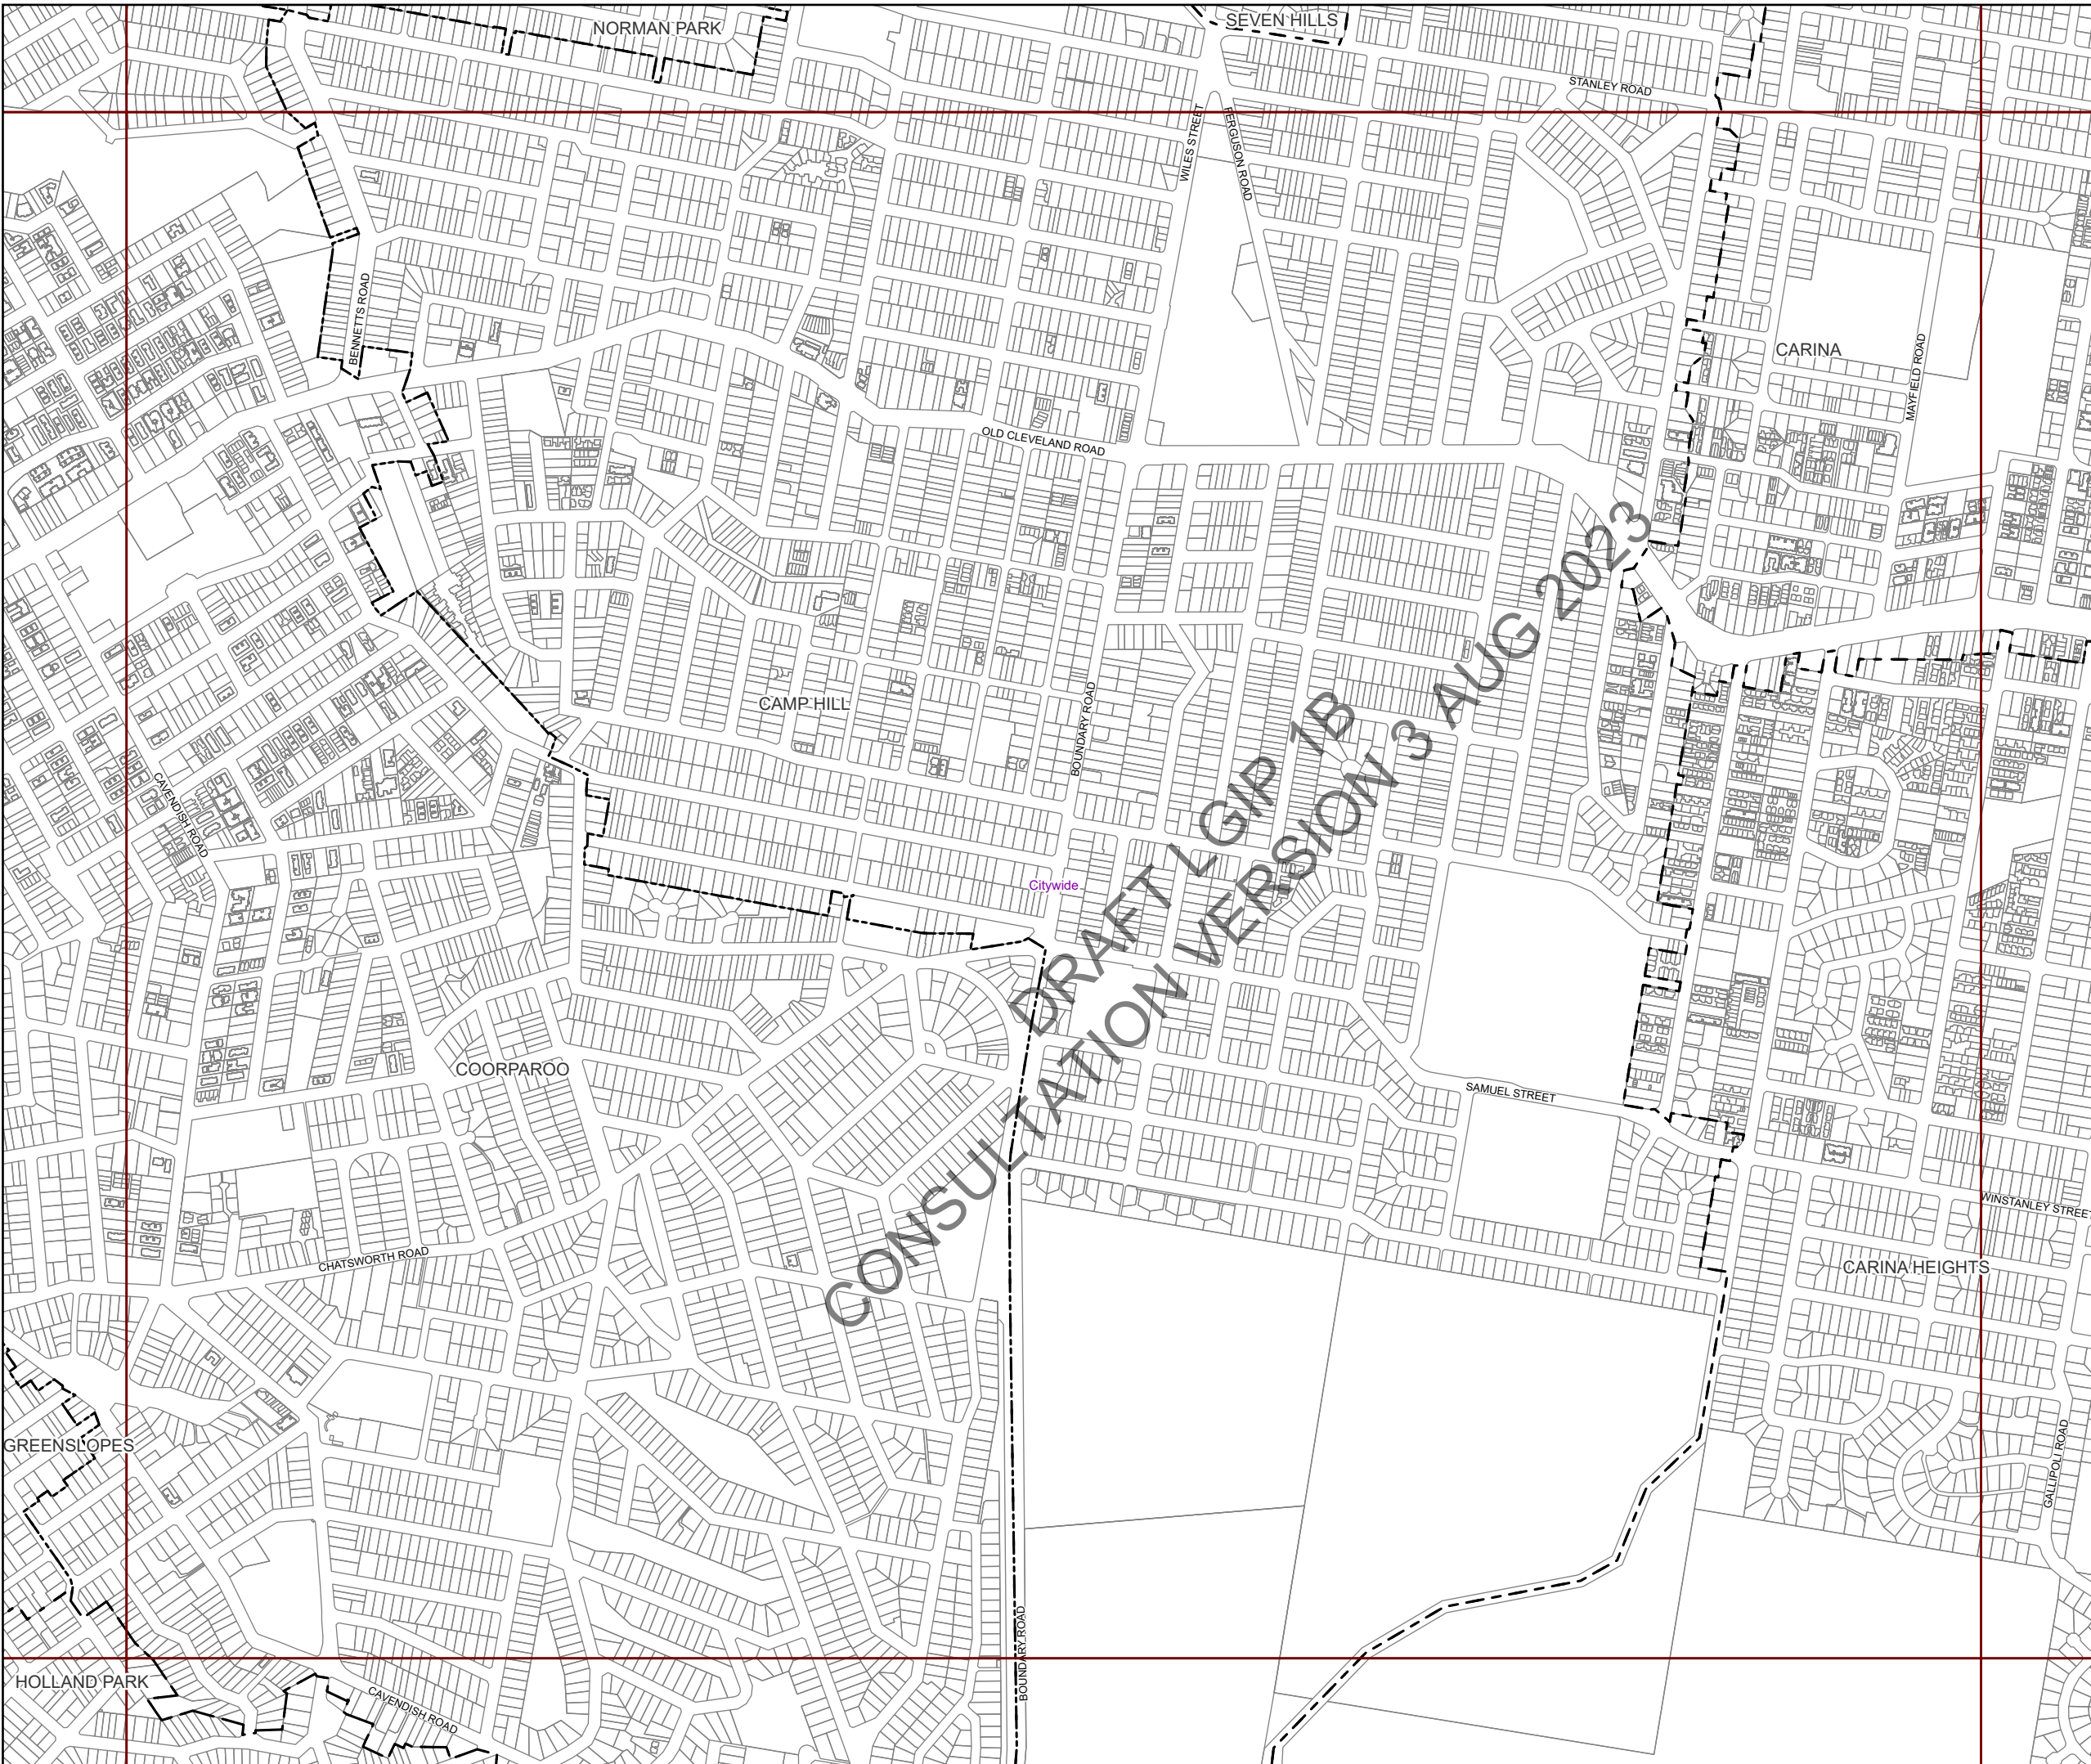 NORMAN PARK
SEVEN HILLS
STANLEY ROAD
WILES STREET
FERGUSON ROAD
BENNETTS ROAD
CARINA
MAYFIELD ROAD
OLD CLEVELAND ROAD
CAMP HILL
BOUNDARY ROAD
CAVENDISH ROAD
Citywide
DRAFT LGIP 1B
CONSULTATION VERSION 3 AUG 2023
COORPAROO
SAMUEL STREET
WINSTANLEY STREET
CHATSWORTH ROAD
CARINA HEIGHTS
GREENSLOPES
GALLIPOLI ROAD
BOUNDARY ROAD
HOLLAND PARK
CAVENDISH ROAD